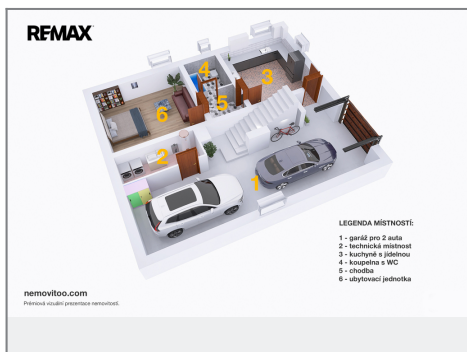 RE/MAX
4
3
5
6
2
1
LEGENDA MÍSTNOSTÍ:
1 - garáž pro 2 auta
2 - technická místnost
3 - kuchyně s jídelnou
4 - koupelna s WC
5 - chodba
6 - ubytovací jednotka
nemovitoo.com
Prémiová vizuální prezentace nemovitostí.